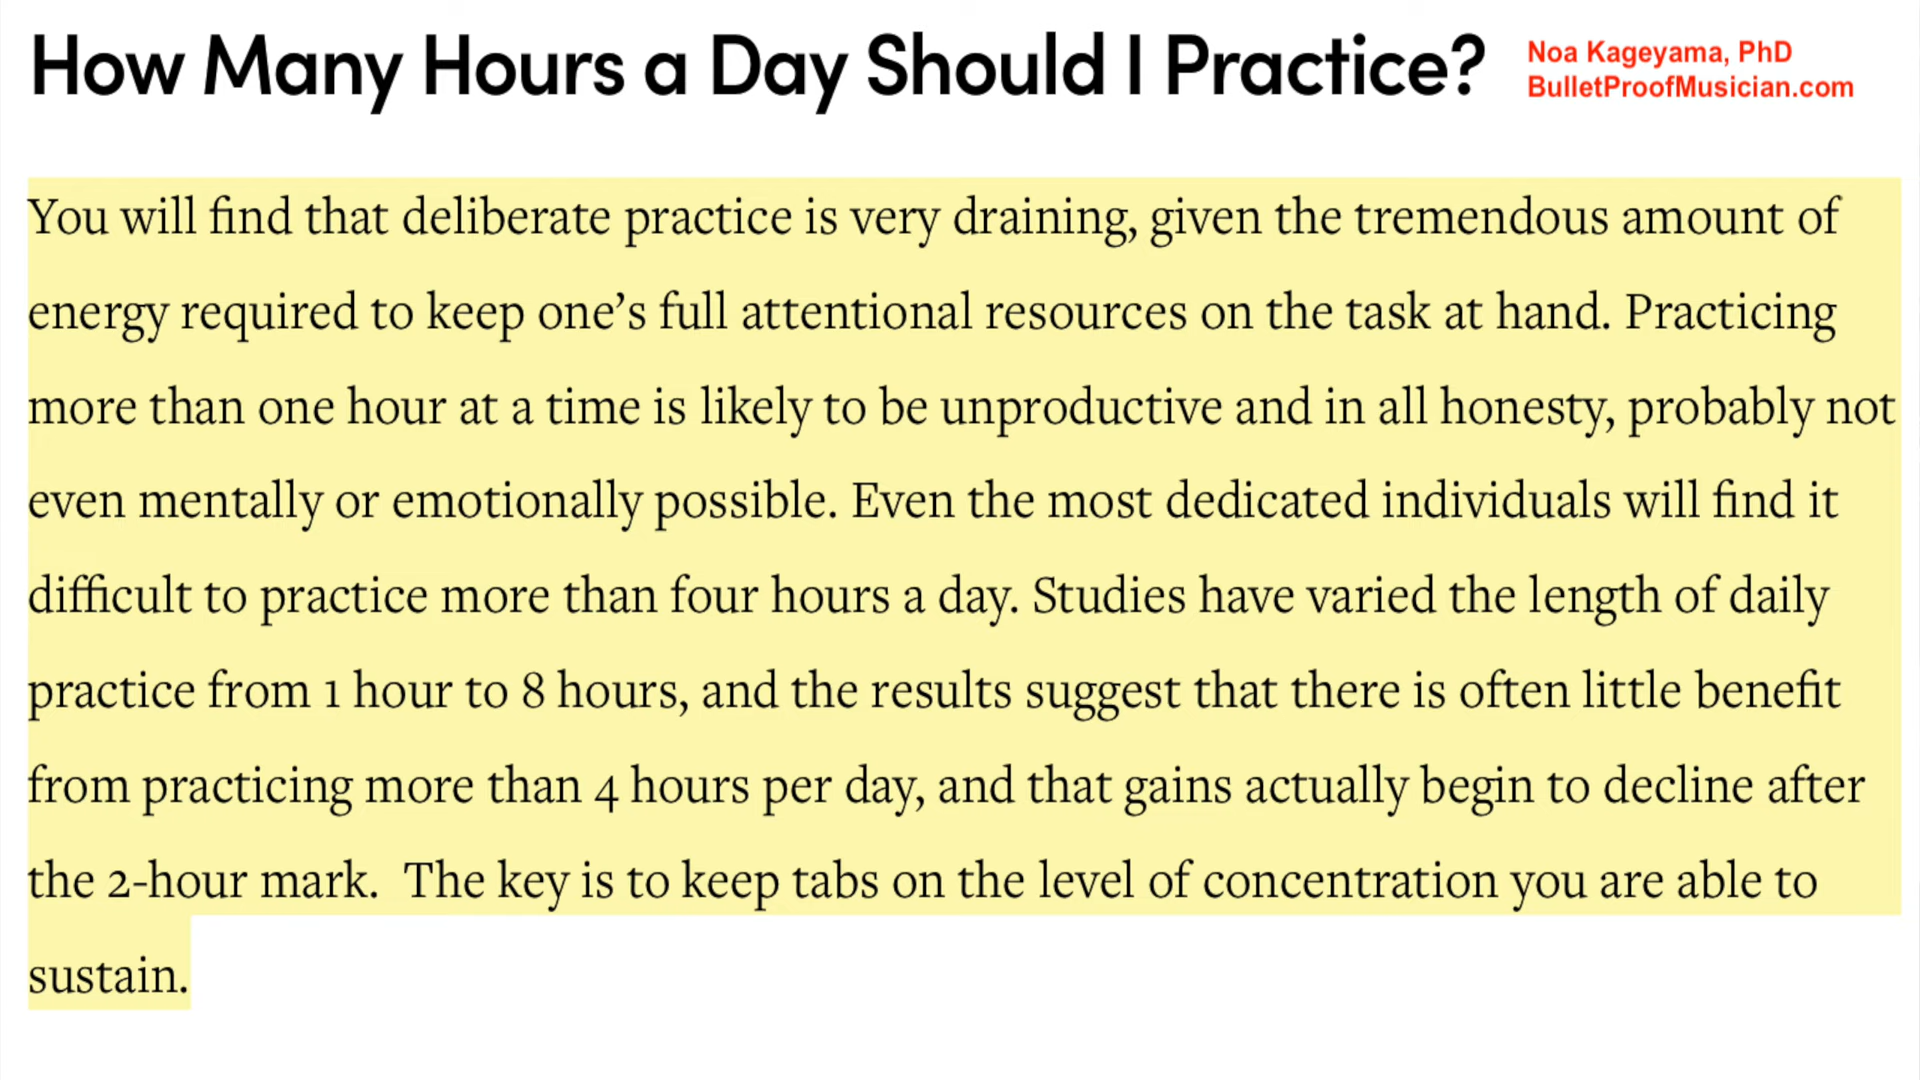 How Many Hours a Day Should I Practice?
Noa Kageyama, PhD
BulletProofMusician.com
You will find that deliberate practice is very draining, given the tremendous amount of
energy required to keep one’s full attentional resources on the task at hand. Practicing
more than one hour at a time is likely to be unproductive and in all honesty, probably not
even mentally or emotionally possible. Even the most dedicated individuals will find it
difficult to practice more than four hours a day. Studies have varied the length of daily
practice from 1 hour to 8 hours, and the results suggest that there is often little benefit
from practicing more than 4 hours per day, and that gains actually begin to decline after
the 2-hour mark.  The key is to keep tabs on the level of concentration you are able to
sustain.